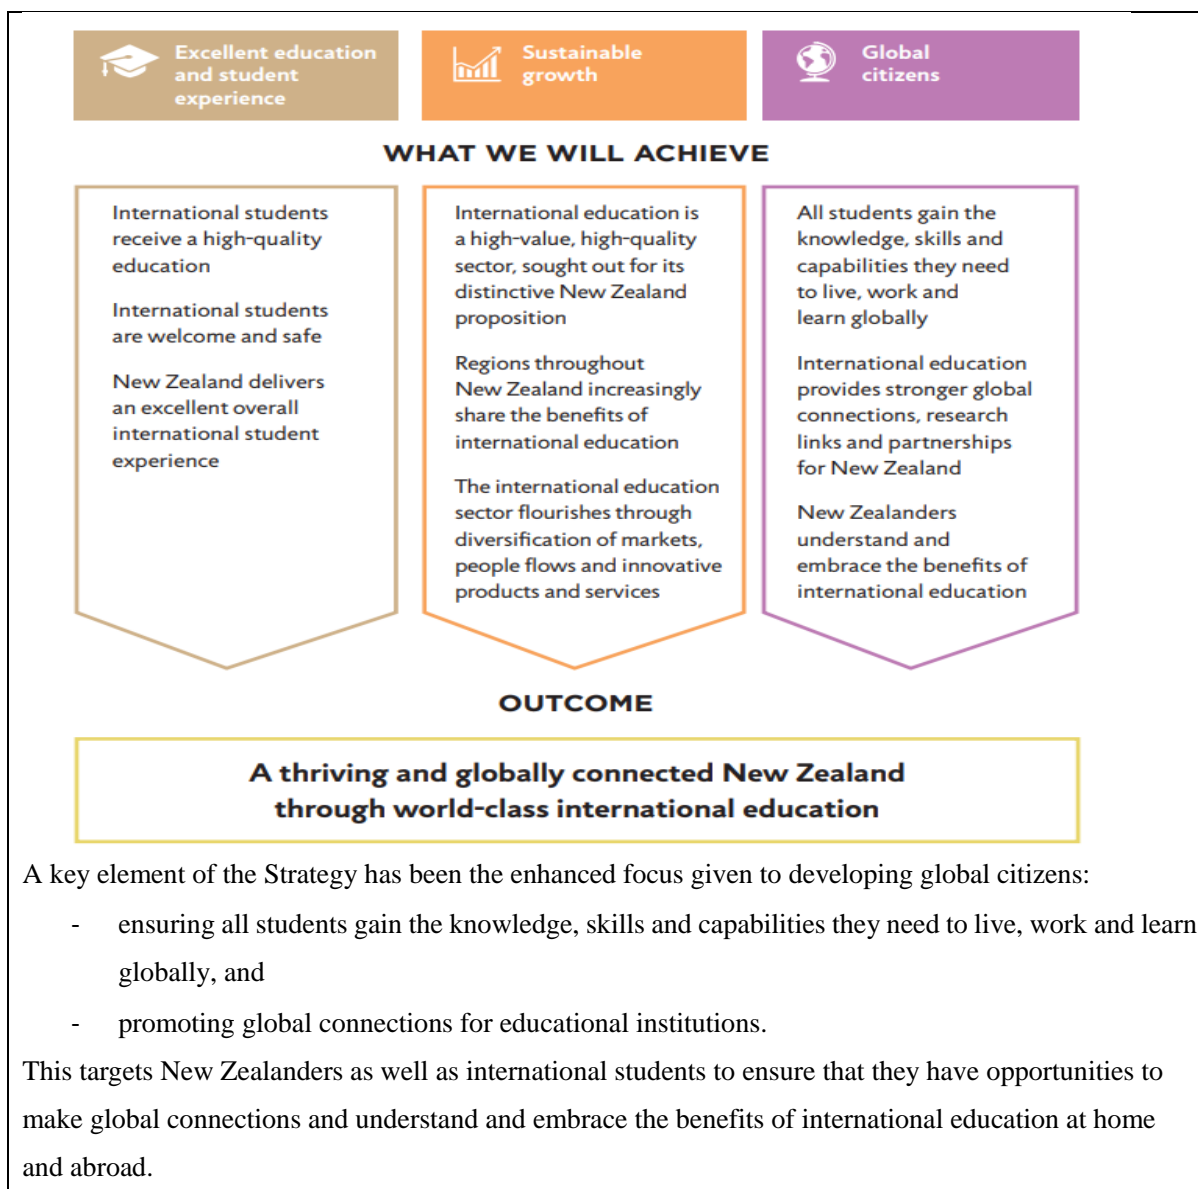 Excellent education
and student
experience
Sustainable
growth
Global
citizens
WHAT WE WILL ACHIEVE
International students
receive a high-quality
education
International students
are welcome and safe
New Zealand delivers
an excellent overall
international student
experience
International education is
a high-value, high-quality
sector, sought out for its
distinctive New Zealand
proposition
Regions throughout
New Zealand increasingly
share the benefits of
international education
The international education
sector flourishes through
diversification of markets,
people flows and innovative
products and services
All students gain the
knowledge, skills and
capabilities they need
to live, work and
learn globally
International education
provides stronger global
connections, research
links and partnerships
for New Zealand
New Zealanders
understand and
embrace the benefits of
international education
OUTCOME
A thriving and globally connected New Zealand
through world-class international education
A key element of the Strategy has been the enhanced focus given to developing global citizens:
- ensuring all students gain the knowledge, skills and capabilities they need to live, work and learn
globally, and
- promoting global connections for educational institutions.
This targets New Zealanders as well as international students to ensure that they have opportunities to
make global connections and understand and embrace the benefits of international education at home
and abroad.